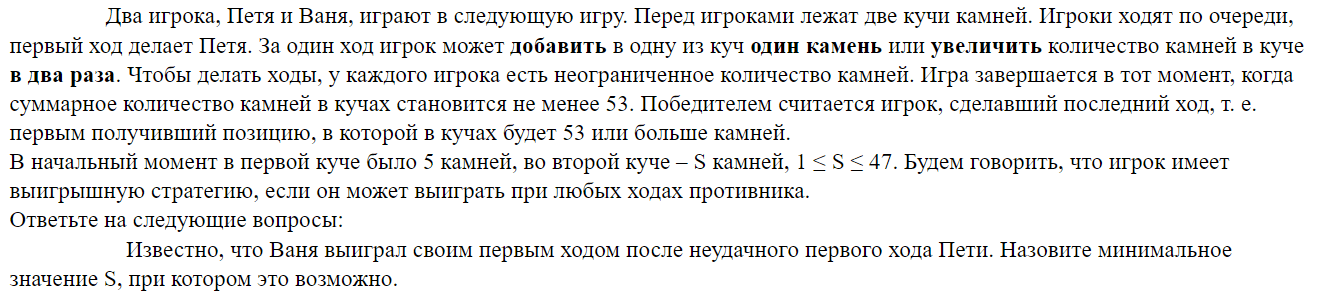 Два игрока, Петя и Ваня, играют в следующую игру. Перед игроками лежат две кучи камней. Игроки ходят по очереди,
первый ход делает Петя. За один ход игрок может добавить в одну из куч один камень или увеличить количество камней в куче
в два раза. Чтобы делать ходы, у каждого игрока есть неограниченное количество камней. Игра завершается в тот момент, когда
суммарное количество камней в кучах становится не менее 53. Победителем считается игрок, сделавший последний ход, т. е.
первым получивший позицию, в которой в кучах будет 53 или больше камней.
В начальный момент в первой куче было 5 камней, во второй куче – S камней, 1 ≤ S ≤ 47. Будем говорить, что игрок имеет
выигрышную стратегию, если он может выиграть при любых ходах противника.
Ответьте на следующие вопросы:
Известно, что Ваня выиграл своим первым ходом после неудачного первого хода Пети. Назовите минимальное
значение S, при котором это возможно.